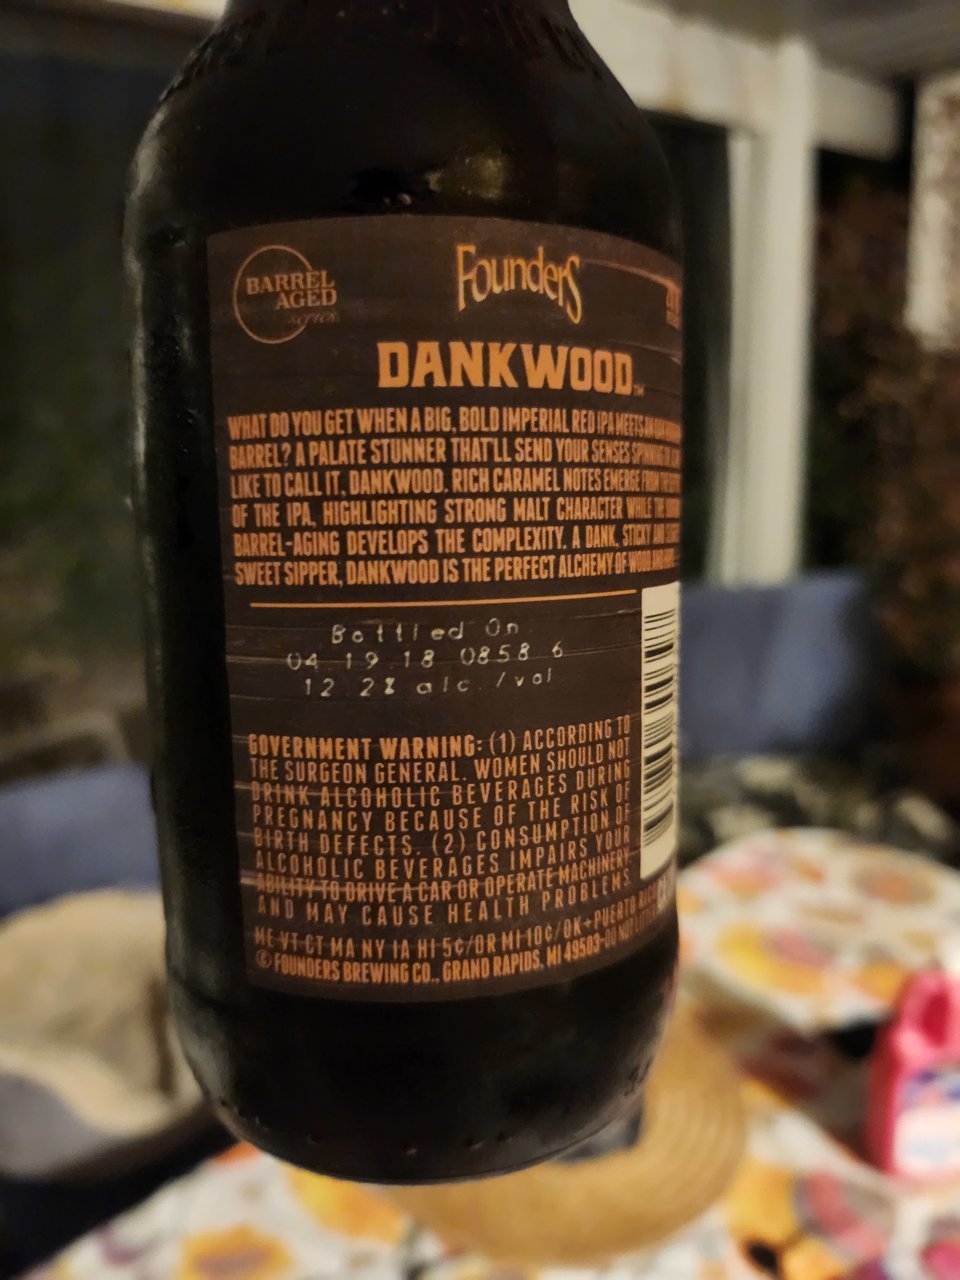 BARREL
AGED
Series
Founders
DANKWOOD™
WHAT DO YOU GET WHEN A BIG, BOLD IMPERIAL RED IPA MEETS
BARREL? A PALATE STUNNER THAT'LL SEND YOUR SENSES
LIKE TO CALL IT, DANKWOOD. RICH CARAMEL NOTES EMERGE FROM
OF THE IPA, HIGHLIGHTING STRONG MALT CHARACTER WHILE THE
BARREL-AGING DEVELOPS THE COMPLEXITY. A DANK, STICKY AND
SWEET SIPPER, DANKWOOD IS THE PERFECT ALCHEMY OF WOOD
Bottled On
04 19 18 0858 6
12 2% alc./vol
GOVERNMENT WARNING: (1) ACCORDING TO
THE SURGEON GENERAL, WOMEN SHOULD NOT
DRINK ALCOHOLIC BEVERAGES DURING
PREGNANCY BECAUSE OF THE RISK OF
BIRTH DEFECTS. (2) CONSUMPTION OF
ALCOHOLIC BEVERAGES IMPAIRS YOUR
ABILITY TO DRIVE A CAR OR OPERATE MACHINERY,
AND MAY CAUSE HEALTH PROBLEMS.
ME VT CT MA NY IA HI 5¢/OR MI 10¢/OK+PUERTO RICO
© FOUNDERS BREWING CO., GRAND RAPIDS, MI 49503-DO NOT